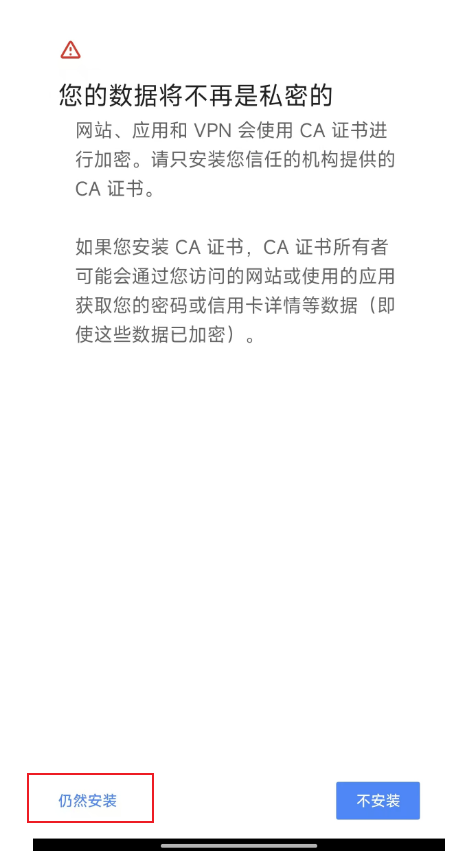 您的数据将不再是私密的
网站、应用和 VPN 会使用 CA 证书进
行加密。请只安装您信任的机构提供的
CA 证书。
如果您安装 CA 证书，CA 证书所有者
可能会通过您访问的网站或使用的应用
获取您的密码或信用卡详情等数据（即
使这些数据已加密）。
仍然安装
不安装